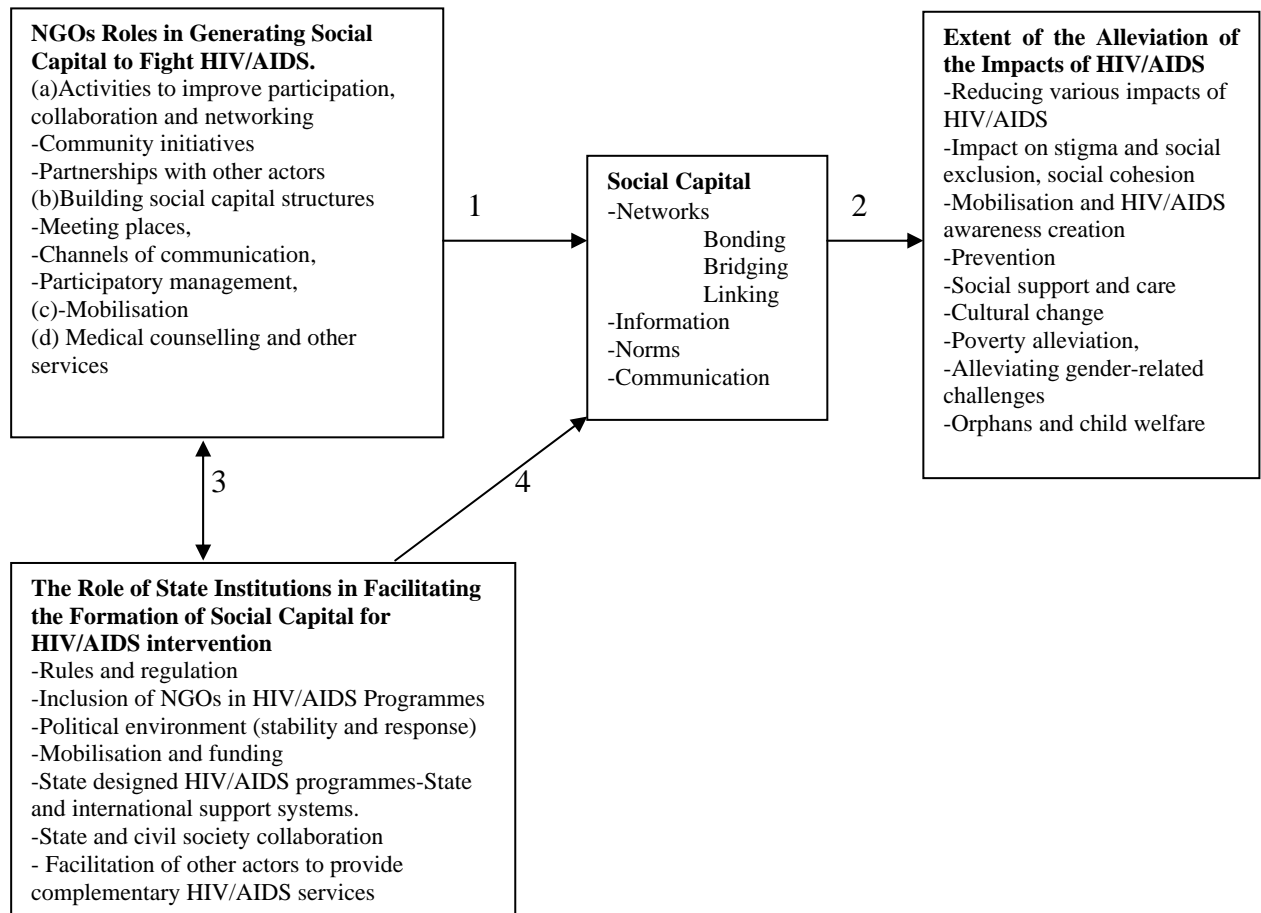 NGOs Roles in Generating Social
Capital to Fight HIV/AIDS.
(a)Activities to improve participation,
collaboration and networking
-Community initiatives
-Partnerships with other actors
(b)Building social capital structures
-Meeting places,
-Channels of communication,
-Participatory management,
(c)-Mobilisation
(d) Medical counselling and other
services
1
Social Capital
-Networks
Bonding
Bridging
Linking
-Information
-Norms
-Communication
2
Extent of the Alleviation of
the Impacts of HIV/AIDS
-Reducing various impacts of
HIV/AIDS
-Impact on stigma and social
exclusion, social cohesion
-Mobilisation and HIV/AIDS
awareness creation
-Prevention
-Social support and care
-Cultural change
-Poverty alleviation,
-Alleviating gender-related
challenges
-Orphans and child welfare
3
4
The Role of State Institutions in Facilitating
the Formation of Social Capital for
HIV/AIDS intervention
-Rules and regulation
-Inclusion of NGOs in HIV/AIDS Programmes
-Political environment (stability and response)
-Mobilisation and funding
-State designed HIV/AIDS programmes-State
and international support systems.
-State and civil society collaboration
- Facilitation of other actors to provide
complementary HIV/AIDS services